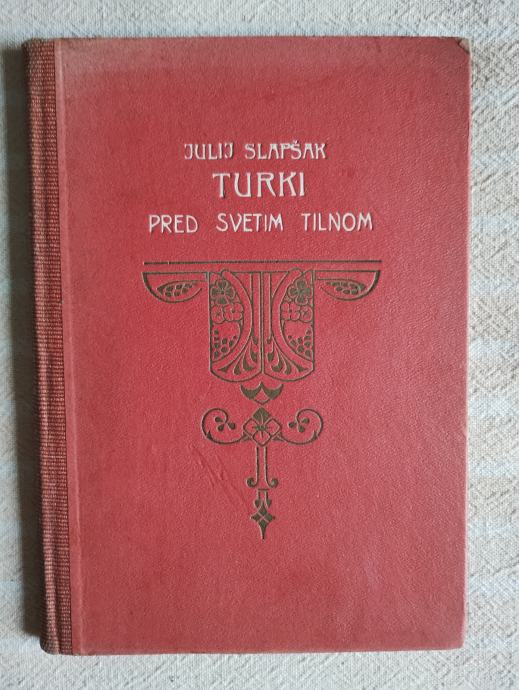 JULIJ SLAPŠAK
TURKI
PRED SVETIM TILNOM